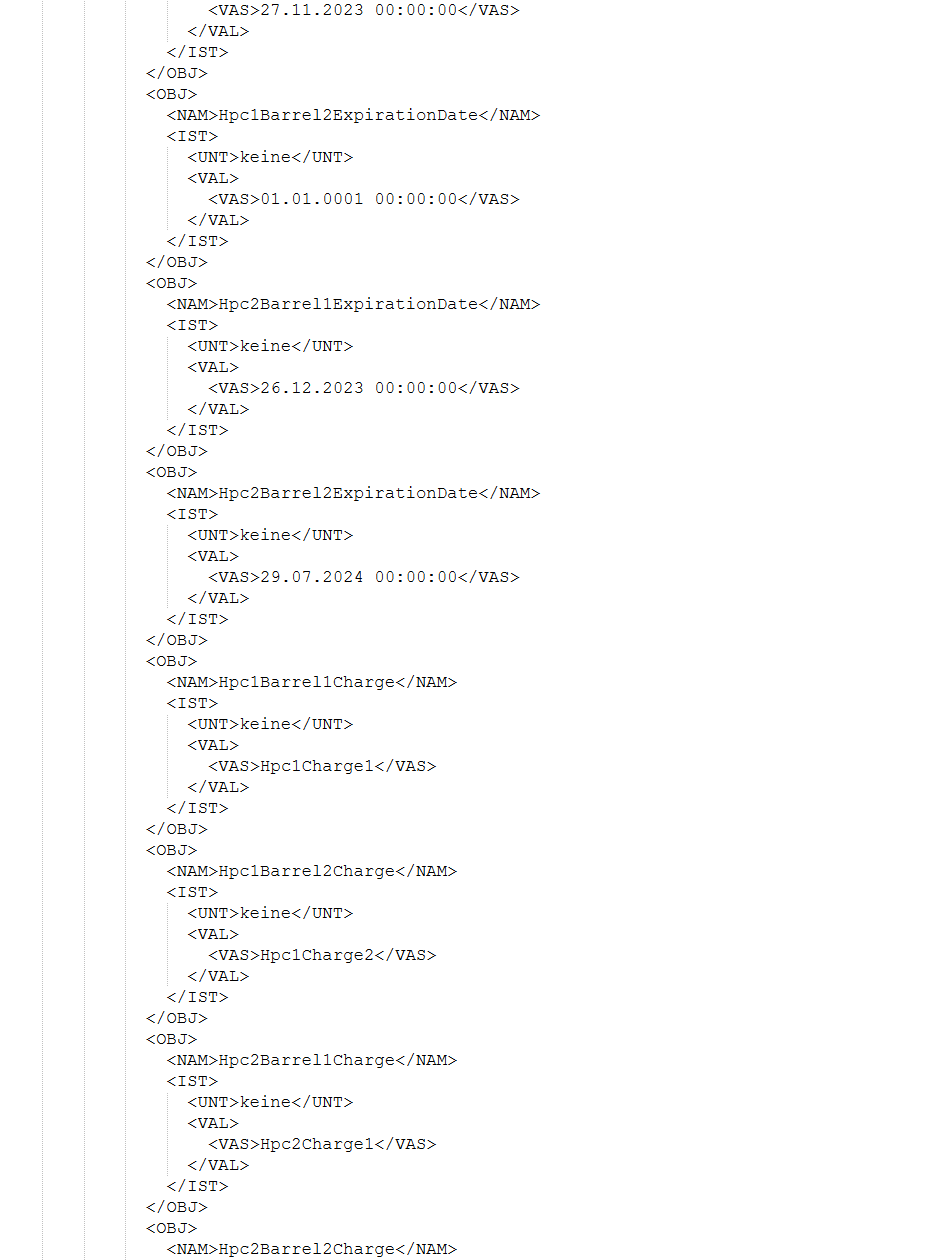 <VAS>27.11.2023 00:00:00</VAS>
</VAL>
</IST>
</OBJ>
<OBJ>
<NAM>Hpc1Barrel2ExpirationDate</NAM>
<IST>
<UNT>keine</UNT>
<VAL>
<VAS>01.01.0001 00:00:00</VAS>
</VAL>
</IST>
</OBJ>
<OBJ>
<NAM>Hpc2Barrel1ExpirationDate</NAM>
<IST>
<UNT>keine</UNT>
<VAL>
<VAS>26.12.2023 00:00:00</VAS>
</VAL>
</IST>
</OBJ>
<OBJ>
<NAM>Hpc2Barrel2ExpirationDate</NAM>
<IST>
<UNT>keine</UNT>
<VAL>
<VAS>29.07.2024 00:00:00</VAS>
</VAL>
</IST>
</OBJ>
<OBJ>
<NAM>Hpc1Barrel1Charge</NAM>
<IST>
<UNT>keine</UNT>
<VAL>
<VAS>Hpc1Charge1</VAS>
</VAL>
</IST>
</OBJ>
<OBJ>
<NAM>Hpc1Barrel2Charge</NAM>
<IST>
<UNT>keine</UNT>
<VAL>
<VAS>Hpc1Charge2</VAS>
</VAL>
</IST>
</OBJ>
<OBJ>
<NAM>Hpc2Barrel1Charge</NAM>
<IST>
<UNT>keine</UNT>
<VAL>
<VAS>Hpc2Charge1</VAS>
</VAL>
</IST>
</OBJ>
<OBJ>
<NAM>Hpc2Barrel2Charge</NAM>